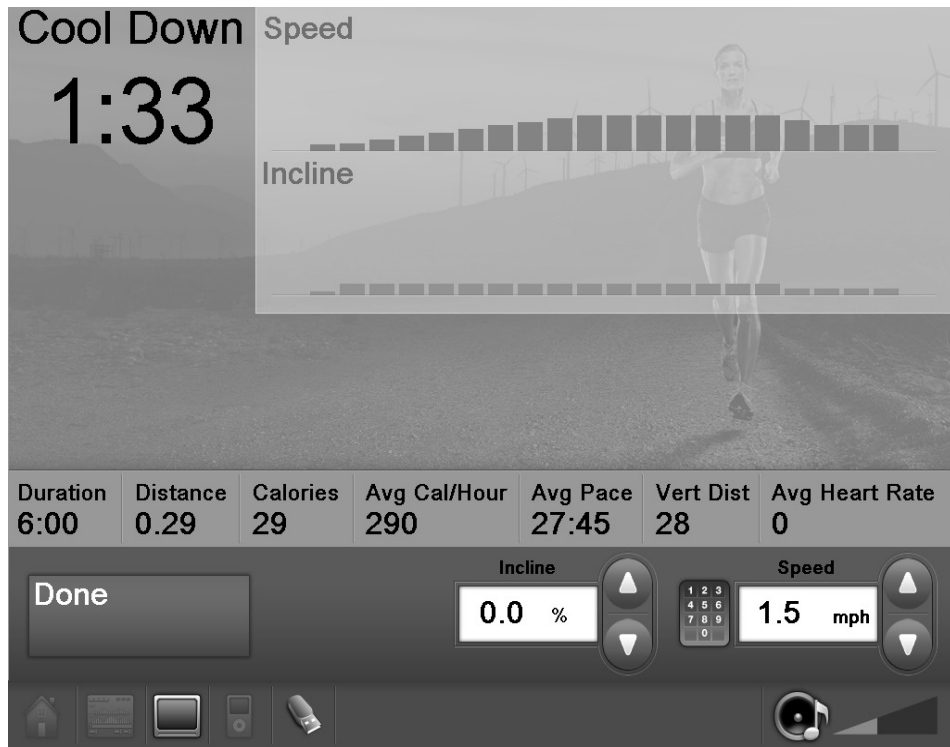 Cool Down
1:33
Speed
Incline
Duration Distance Calories Avg Cal/Hour Avg Pace Vert Dist Avg Heart Rate
6:00 0.29 29 290 27:45 28 0
Done
Incline
0.0 %
1 2 3
4 5 6
7 8 9
0
Speed
1.5 mph